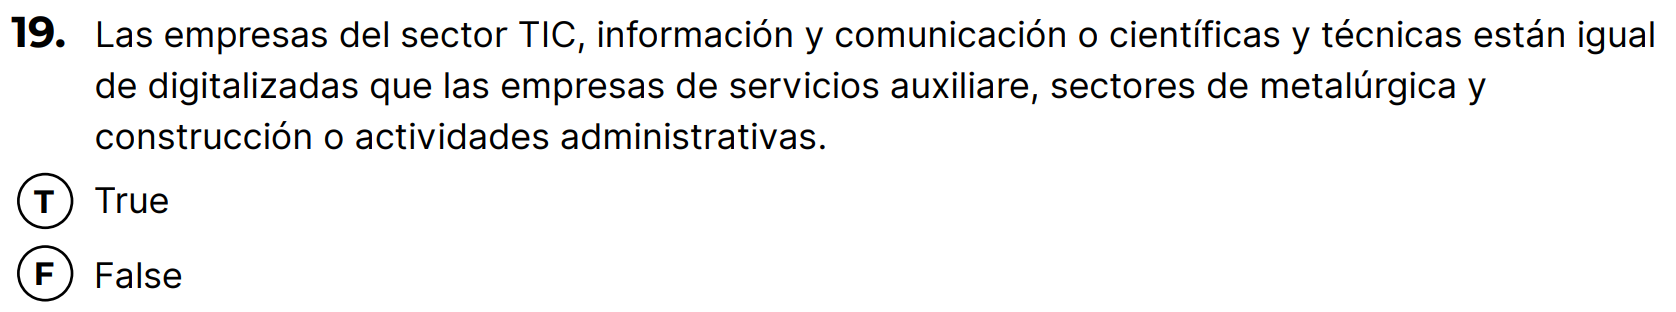 19. Las empresas del sector TIC, información y comunicación o científicas y técnicas están igual
de digitalizadas que las empresas de servicios auxiliare, sectores de metalúrgica y
construcción o actividades administrativas.
T True
F False